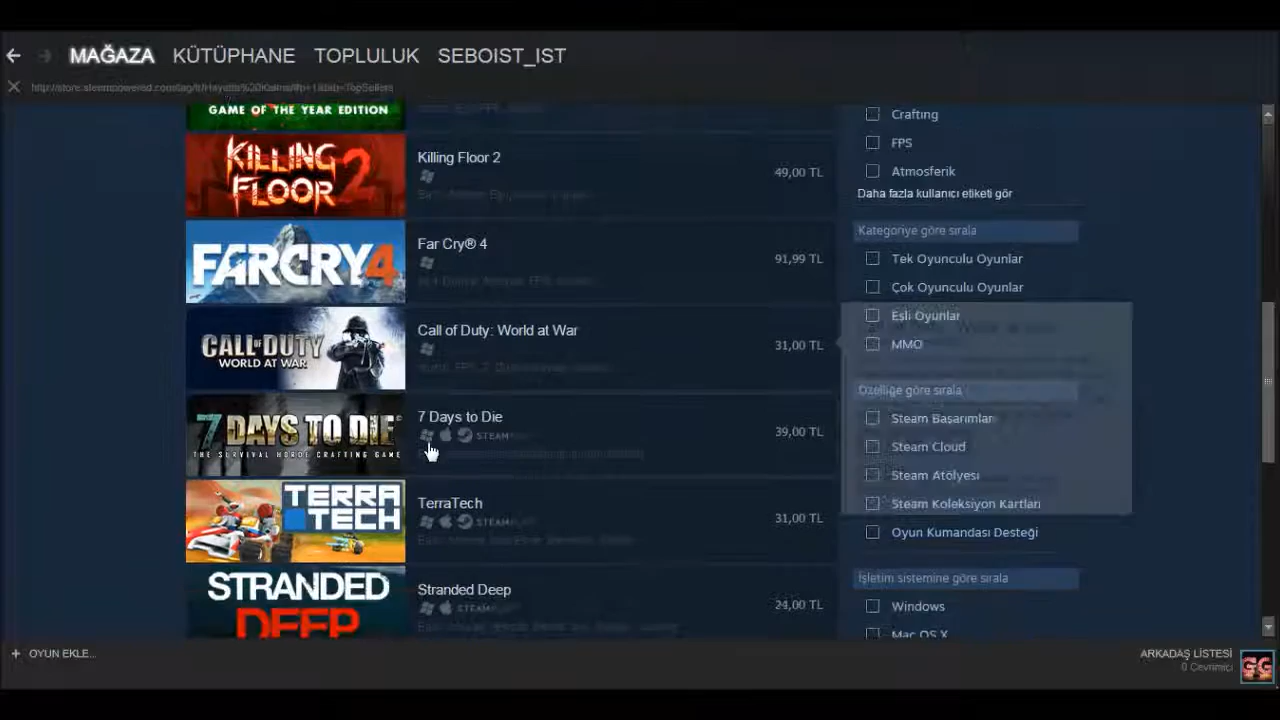 MAĞAZA KÜTÜPHANE TOPLULUK SEBOIST_IST
GAME OF THE YEAR EDITION
KILLING
FLOOR 2
Killing Floor 2
49,00 TL
FARCRY4
Far Cry® 4
91,99 TL
CALL OF DUTY
WORLD AT WAR
Call of Duty: World at War
31,00 TL
7 DAYS TO DIE
THE SURVIVAL HORDE CRAFTING GAME
7 Days to Die
STEAM
39,00 TL
TERRA
TECH
TerraTech
STEAMPLAY
31,00 TL
STRANDED
DEEP
Stranded Deep
STEAMPLAY
24,00 TL
Crafting
FPS
Atmosferik
Daha fazla kullanıcı etiketi gör
Kategoriye göre sırala
Tek Oyunculu Oyunlar
Çok Oyunculu Oyunlar
Eşli Oyunlar
MMO
Özelliğe göre sırala
Steam Başarımları
Steam Cloud
Steam Atölyesi
Steam Koleksiyon Kartları
Oyun Kumandası Desteği
İşletim sistemine göre sırala
Windows
Mac OS X
+ OYUN EKLE...
ARKADAŞ LİSTESİ
0 Çevrimiçi
GG